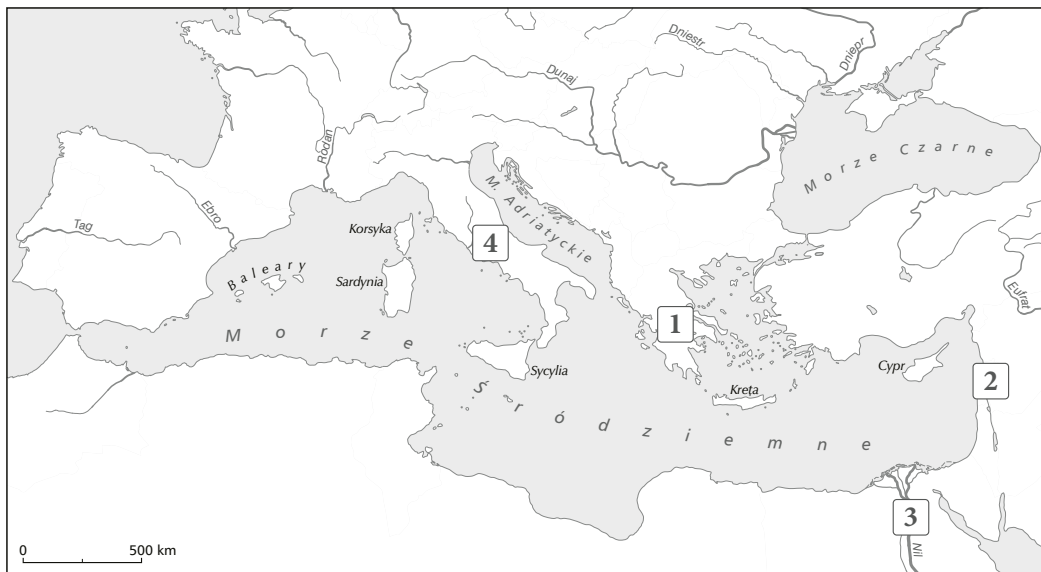 Dniestr
Dniepr
Dunaj
Rodan
Morze Czarne
M. Adriatyckie
Ebro
Tag
Korsyka
4
Baleary
Sardynia
Eufrat
1
Morze
Sycylia
Cypr
2
Kreta
Śródziemne
3
Nil
0 500 km